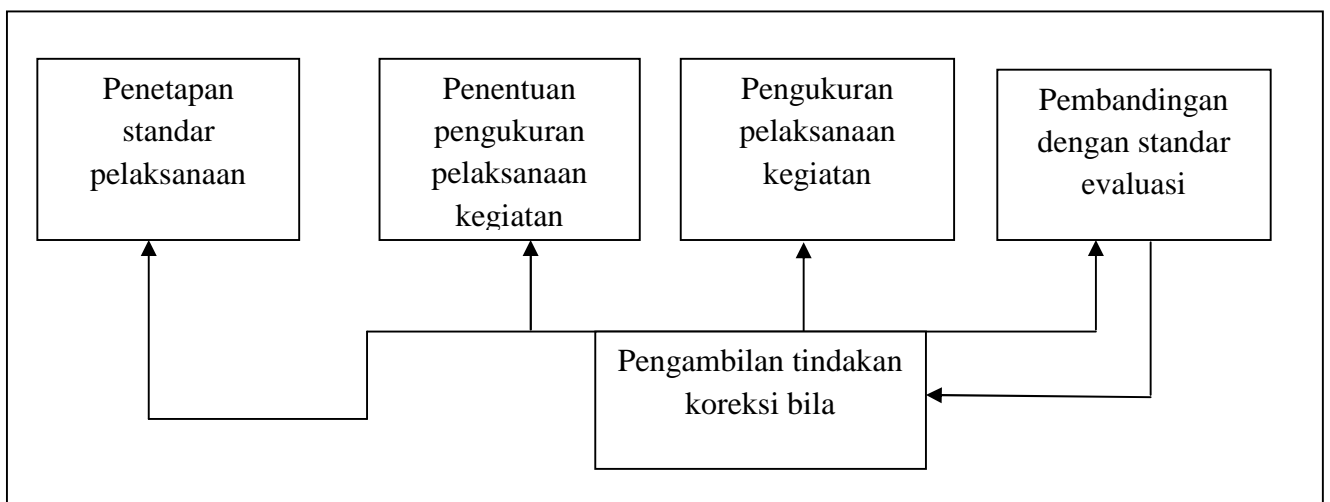 Penetapan
standar
pelaksanaan
Penentuan
pengukuran
pelaksanaan
kegiatan
Pengukuran
pelaksanaan
kegiatan
Pembandingan
dengan standar
evaluasi
Pengambilan tindakan
koreksi bila